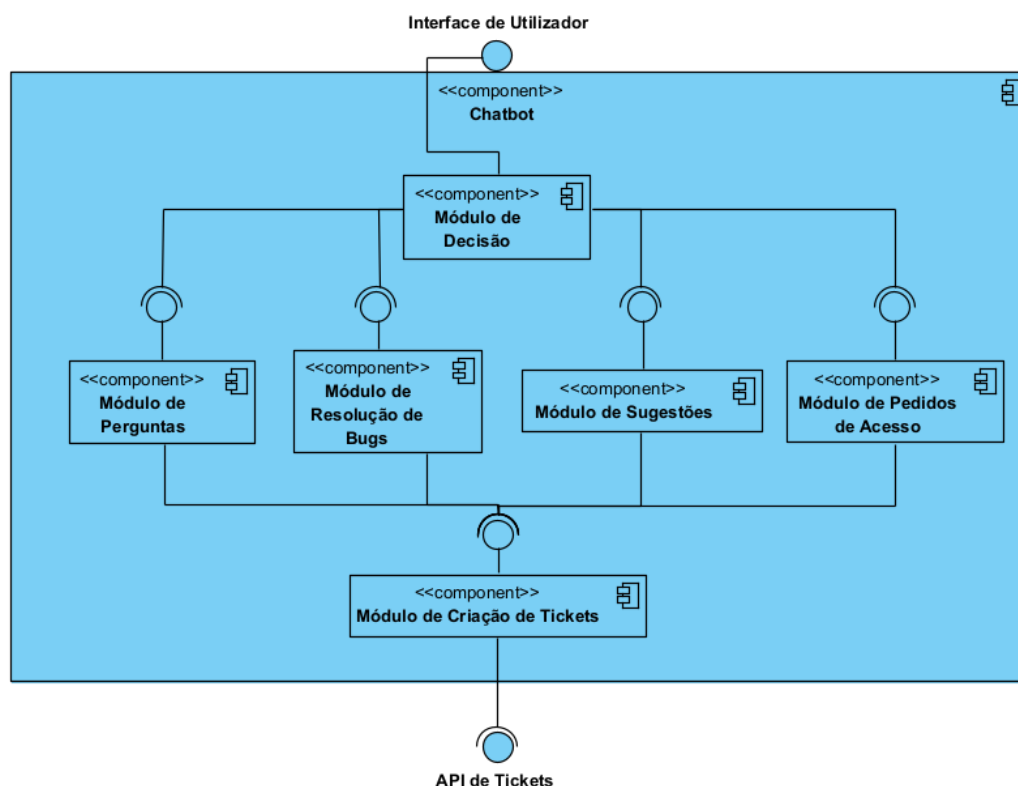 Interface de Utilizador
<<component>>
Chatbot
<<component>>
Módulo de
Decisão
<<component>>
Módulo de
Perguntas
<<component>>
Módulo de
Resolução de
Bugs
<<component>>
Módulo de Sugestões
<<component>>
Módulo de Pedidos
de Acesso
<<component>>
Módulo de Criação de Tickets
API de Tickets